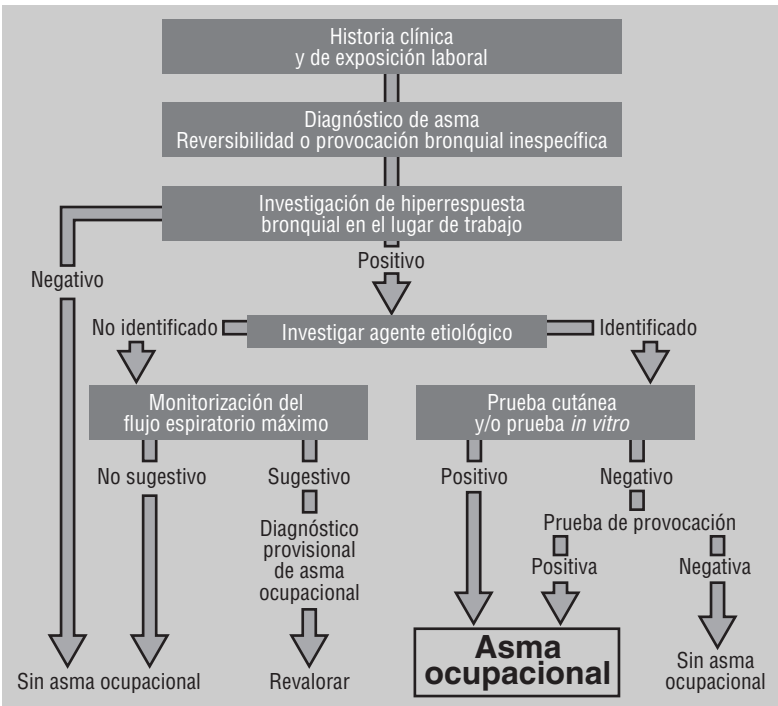 Historia clínica
y de exposición laboral
Diagnóstico de asma
Reversibilidad o provocación bronquial inespecífica
Investigación de hiperrespuesta
bronquial en el lugar de trabajo
Negativo
Positivo
No identificado
Investigar agente etiológico
Identificado
Monitorización del
flujo espiratorio máximo
Prueba cutánea
y/o prueba in vitro
No sugestivo
Sugestivo
Positivo
Negativo
Diagnóstico
provisional
de asma
ocupacional
Prueba de provocación
Positiva
Negativa
Sin asma ocupacional
Revalorar
Asma
ocupacional
Sin asma
ocupacional